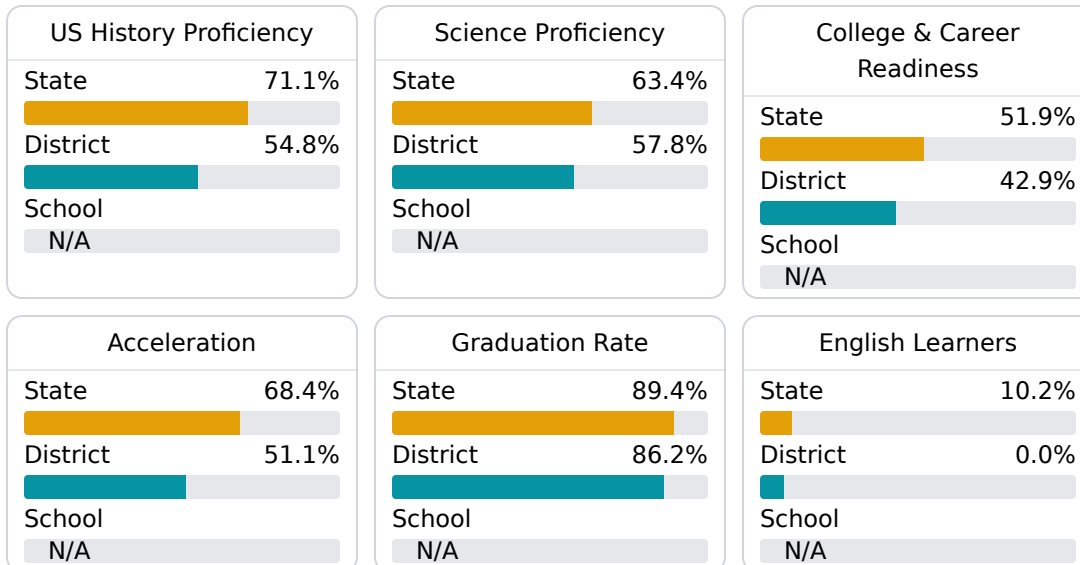 US History Proficiency
State 71.1%
District 54.8%
School
N/A
Science Proficiency
State 63.4%
District 57.8%
School
N/A
College & Career
Readiness
State 51.9%
District 42.9%
School
N/A
Acceleration
State 68.4%
District 51.1%
School
N/A
Graduation Rate
State 89.4%
District 86.2%
School
N/A
English Learners
State 10.2%
District 0.0%
School
N/A